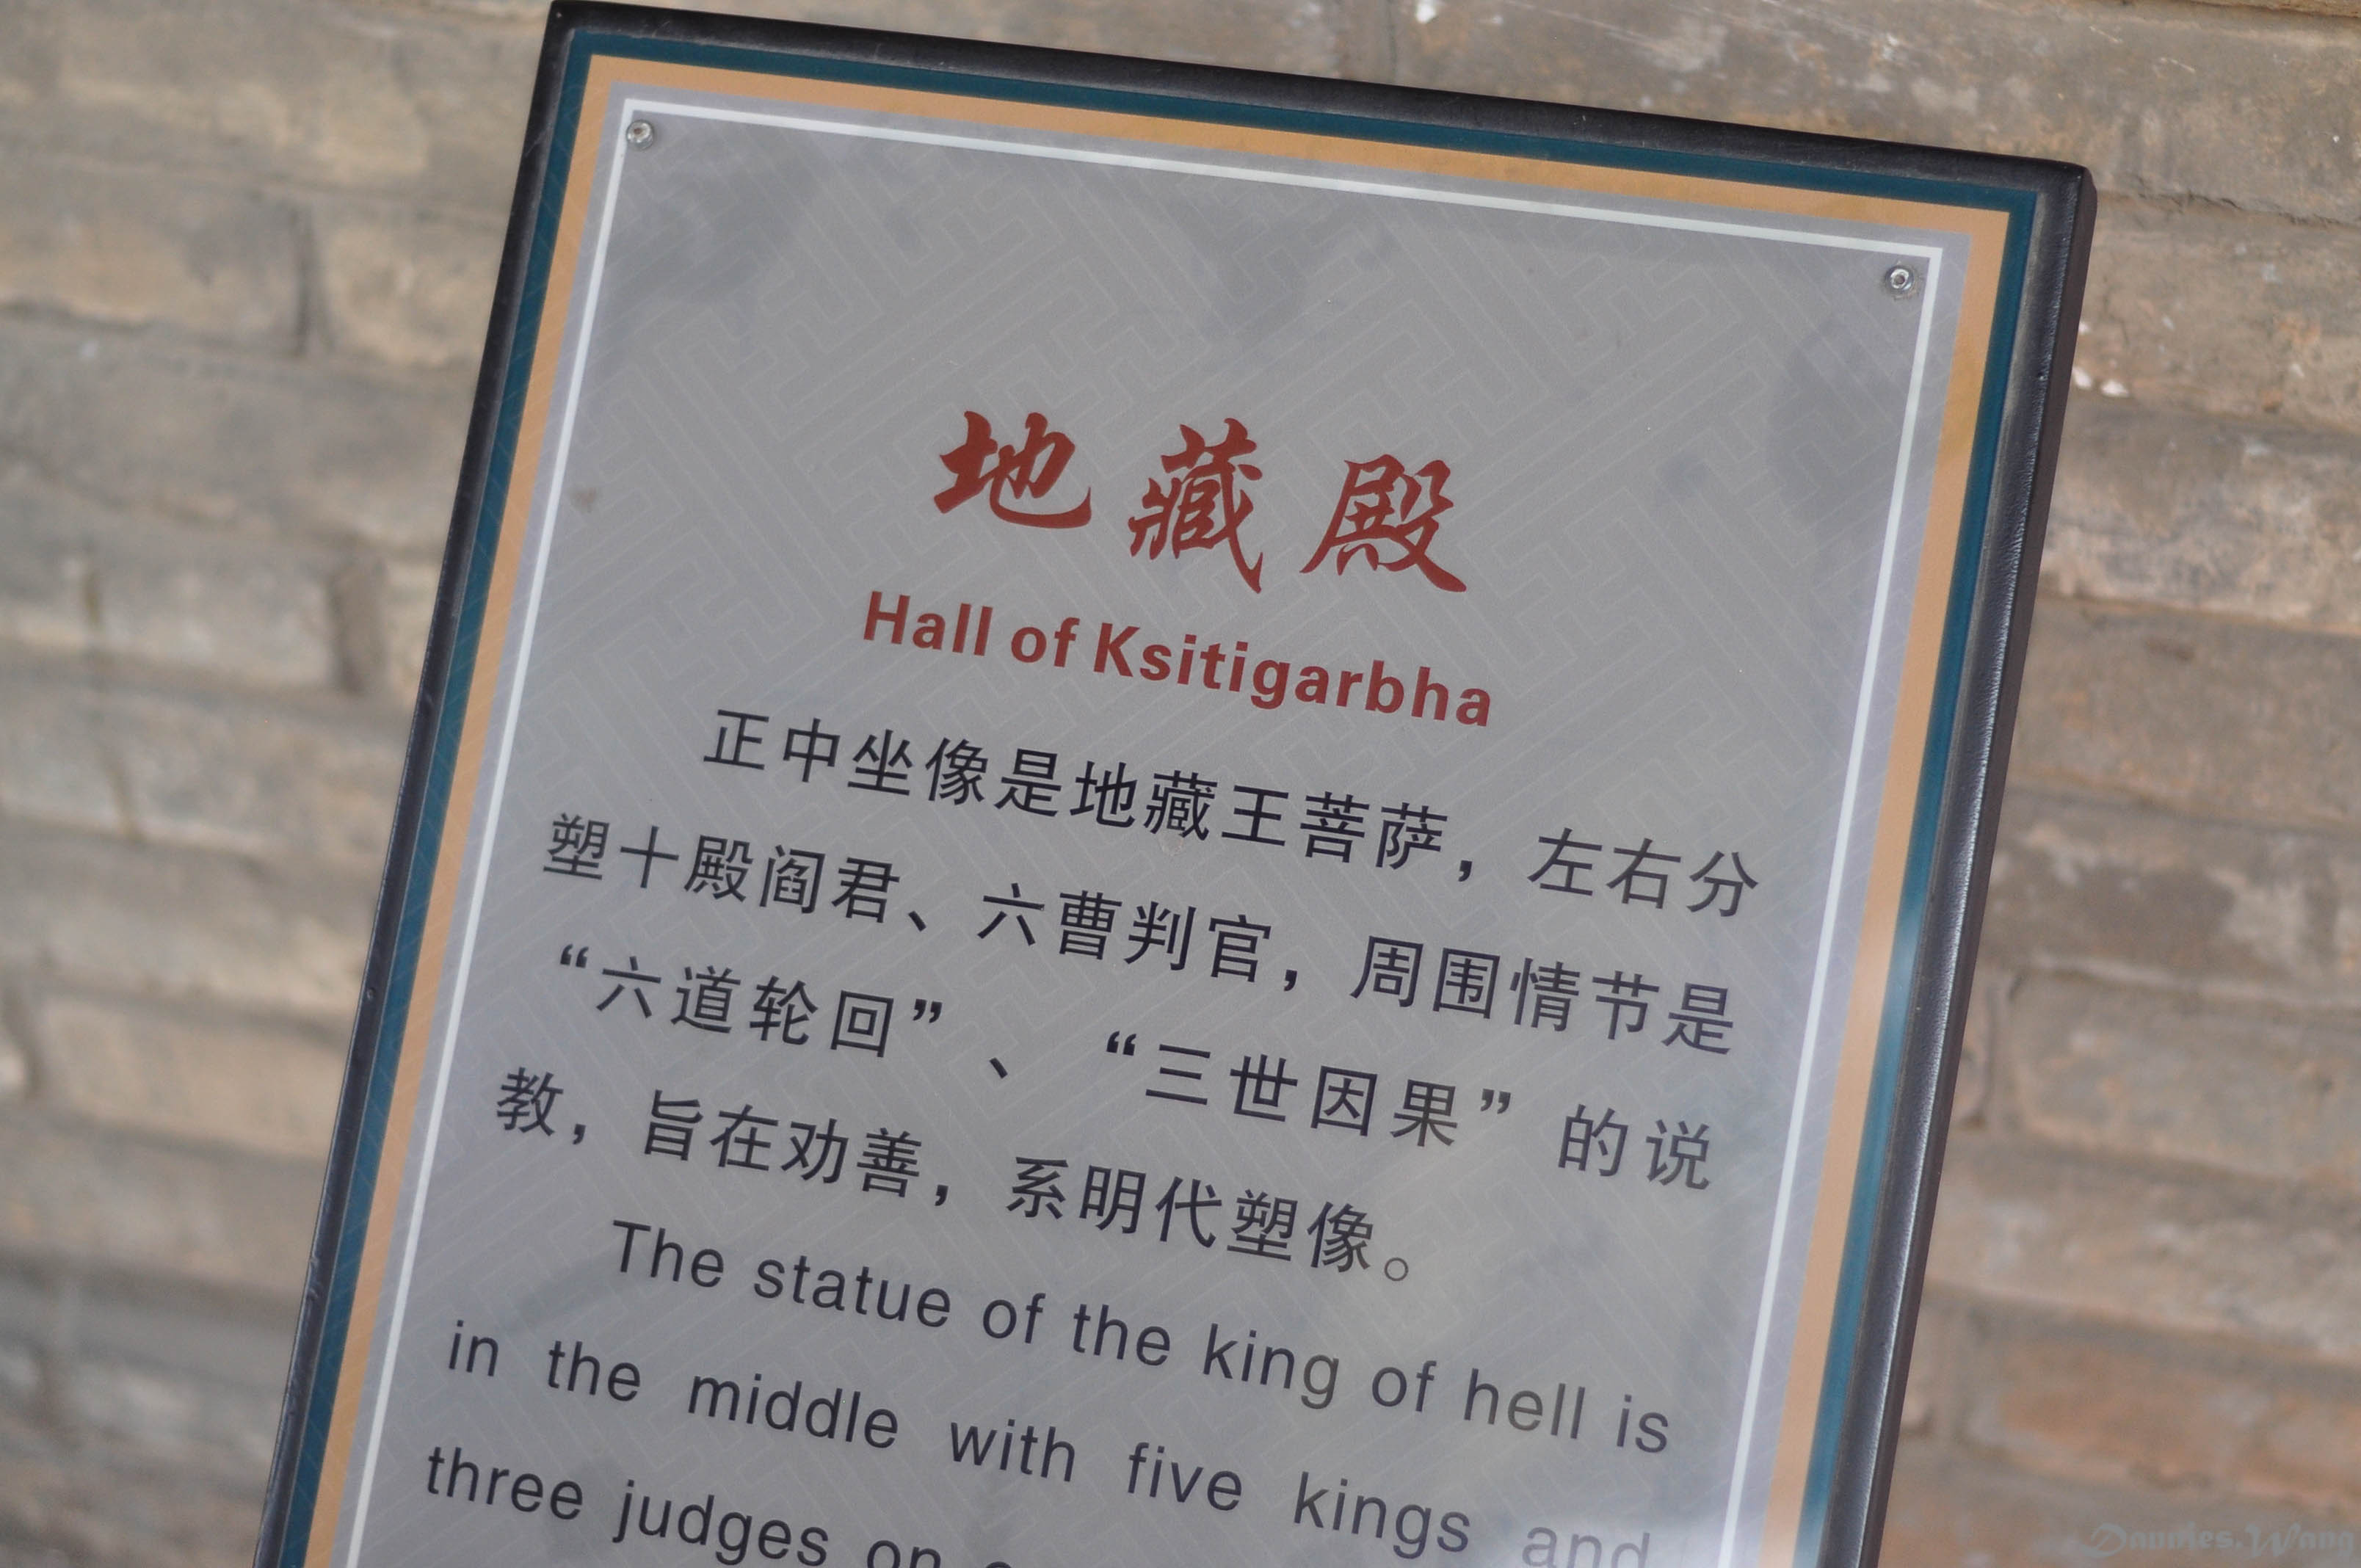 地藏殿
Hall of Ksitigarbha
正中坐像是地藏王菩萨，左右分
塑十殿阎君、六曹判官，周围情节是
“六道轮回”、“三世因果”的说
教，旨在劝善，系明代塑像。
The statue of the king of hell is
in the middle with five kings and
three judges on